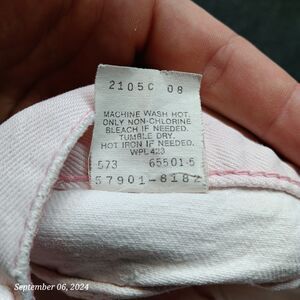 2105C 08
MACHINE WASH HOT.
ONLY NON-CHLORINE
BLEACH IF NEEDED.
TUMBLE DRY.
HOT IRON IF NEEDED.
WPL 423
573 65501-5
57901-8182
September 06, 2024